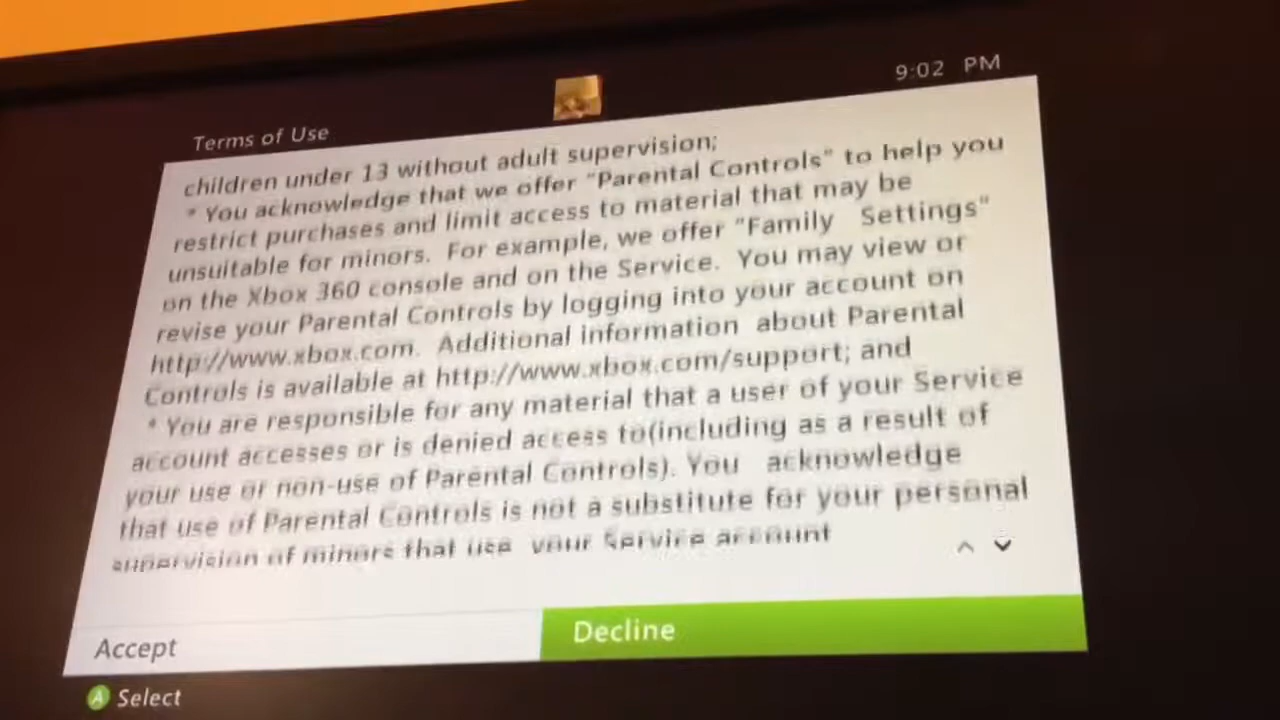 9:02 PM
Terms of Use
children under 13 without adult supervision;
* You acknowledge that we offer "Parental Controls" to help you
restrict purchases and limit access to material that may be
unsuitable for minors. For example, we offer "Family Settings"
on the Xbox 360 console and on the Service. You may view or
revise your Parental Controls by logging into your account on
http://www.xbox.com. Additional information about Parental
Controls is available at http://www.xbox.com/support; and
* You are responsible for any material that a user of your Service
account accesses or is denied access to(including as a result of
your use or non-use of Parental Controls). You acknowledge
that use of Parental Controls is not a substitute for your personal
supervision of minors that use your Service account
Accept
Decline
A Select